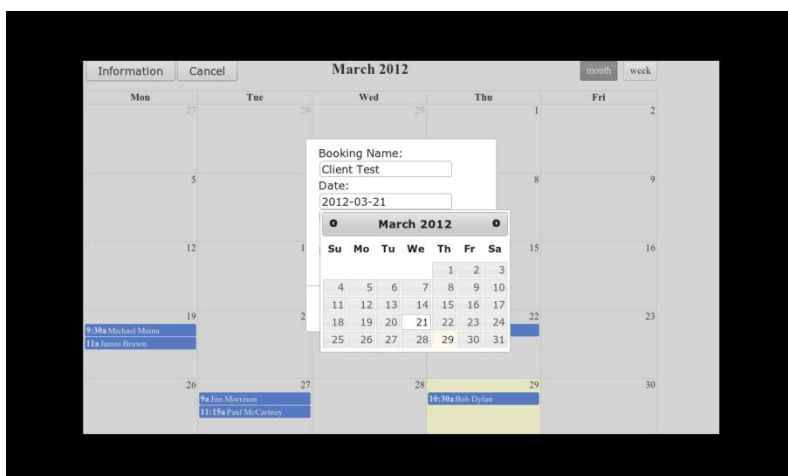 Information Cancel March 2012 month week
Mon Tue Wed Thu Fri
27 28 29 1 2
Booking Name:
Client Test
5 8 9
Date:
2012-03-21
March 2012
Su Mo Tu We Th Fr Sa
12 1 15 16
1 2 3
4 5 6 7 8 9 10
11 12 13 14 15 16 17
19 2 22 23
18 19 20 21 22 23 24
9:30a Michael Maina
25 26 27 28 29 30 31
11a James Brown
26 27 28 29 30
9a Jim Morrison 10:30a Bob Dylan
11:15a Paul McCartney